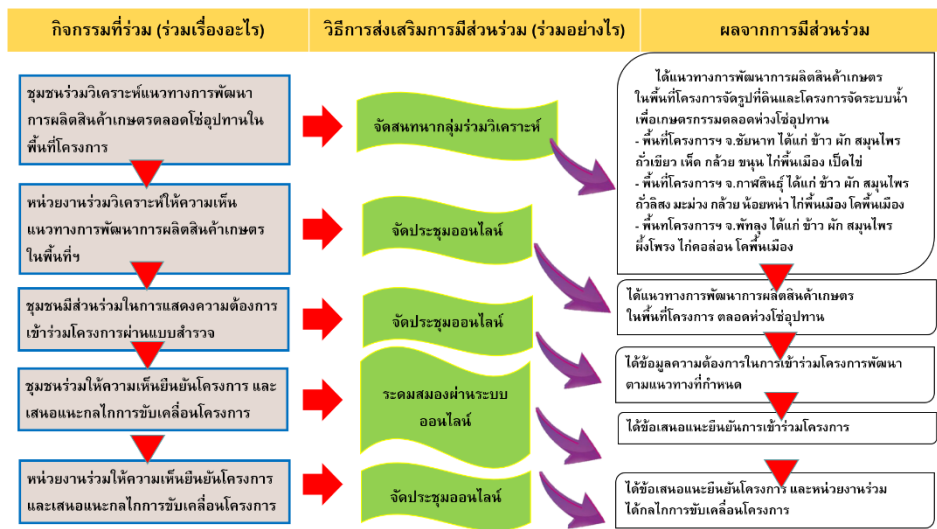 กิจกรรมที่ร่วม (ร่วมเรื่องอะไร)
วิธีการส่งเสริมการมีส่วนร่วม (ร่วมอย่างไร)
ผลจากการมีส่วนร่วม
ชุมชนร่วมวิเคราะห์แนวทางการพัฒนา
การผลิตสินค้าเกษตรตลอดโซ่อุปทานใน
พื้นที่โครงการ
จัดสนทนากลุ่มร่วมวิเคราะห์
ได้แนวทางการพัฒนาการผลิตสินค้าเกษตร
ในพื้นที่โครงการจัดรูปที่ดินและโครงการจัดระบบน้ำ
เพื่อเกษตรกรรมตลอดห่วงโซ่อุปทาน
- พื้นที่โครงการฯ จ.ชัยนาท ได้แก่ ข้าว ผัก สมุนไพร
ถั่วเขียว เห็ด กล้วย ขนุน ไก่พื้นเมือง เป็ดไข่
- พื้นที่โครงการฯ จ.กาฬสินธุ์ ได้แก่ ข้าว ผัก สมุนไพร
ถั่วลิสง มะม่วง กล้วย น้อยหน่า ไก่พื้นเมือง โคพื้นเมือง
- พื้นทโครงการฯ จ.พัทลุง ได้แก่ ข้าว ผัก สมุนไพร
ผึ้งโพรง ไก่คอล่อน โคพื้นเมือง
หน่วยงานร่วมวิเคราะห์ให้ความเห็น
แนวทางการพัฒนาการผลิตสินค้าเกษตร
ในพื้นที่ฯ
จัดประชุมออนไลน์
ได้แนวทางการพัฒนาการผลิตสินค้าเกษตร
ในพื้นที่โครงการ ตลอดห่วงโซ่อุปทาน
ชุมชนมีส่วนร่วมในการแสดงความต้องการ
เข้าร่วมโครงการผ่านแบบสำรวจ
จัดประชุมออนไลน์
ได้ข้อมูลความต้องการในการเข้าร่วมโครงการพัฒนา
ตามแนวทางที่กำหนด
ชุมชนร่วมให้ความเห็นยืนยันโครงการ และ
เสนอแนะกลไกการขับเคลื่อนโครงการ
ระดมสมองผ่านระบบ
ออนไลน์
ได้ข้อเสนอแนะยืนยันการเข้าร่วมโครงการ
หน่วยงานร่วมให้ความเห็นยืนยันโครงการ
และเสนอแนะกลไกการขับเคลื่อนโครงการ
จัดประชุมออนไลน์
ได้ข้อเสนอแนะยืนยันโครงการ และหน่วยงานร่วม
ได้กลไกการขับเคลื่อนโครงการ